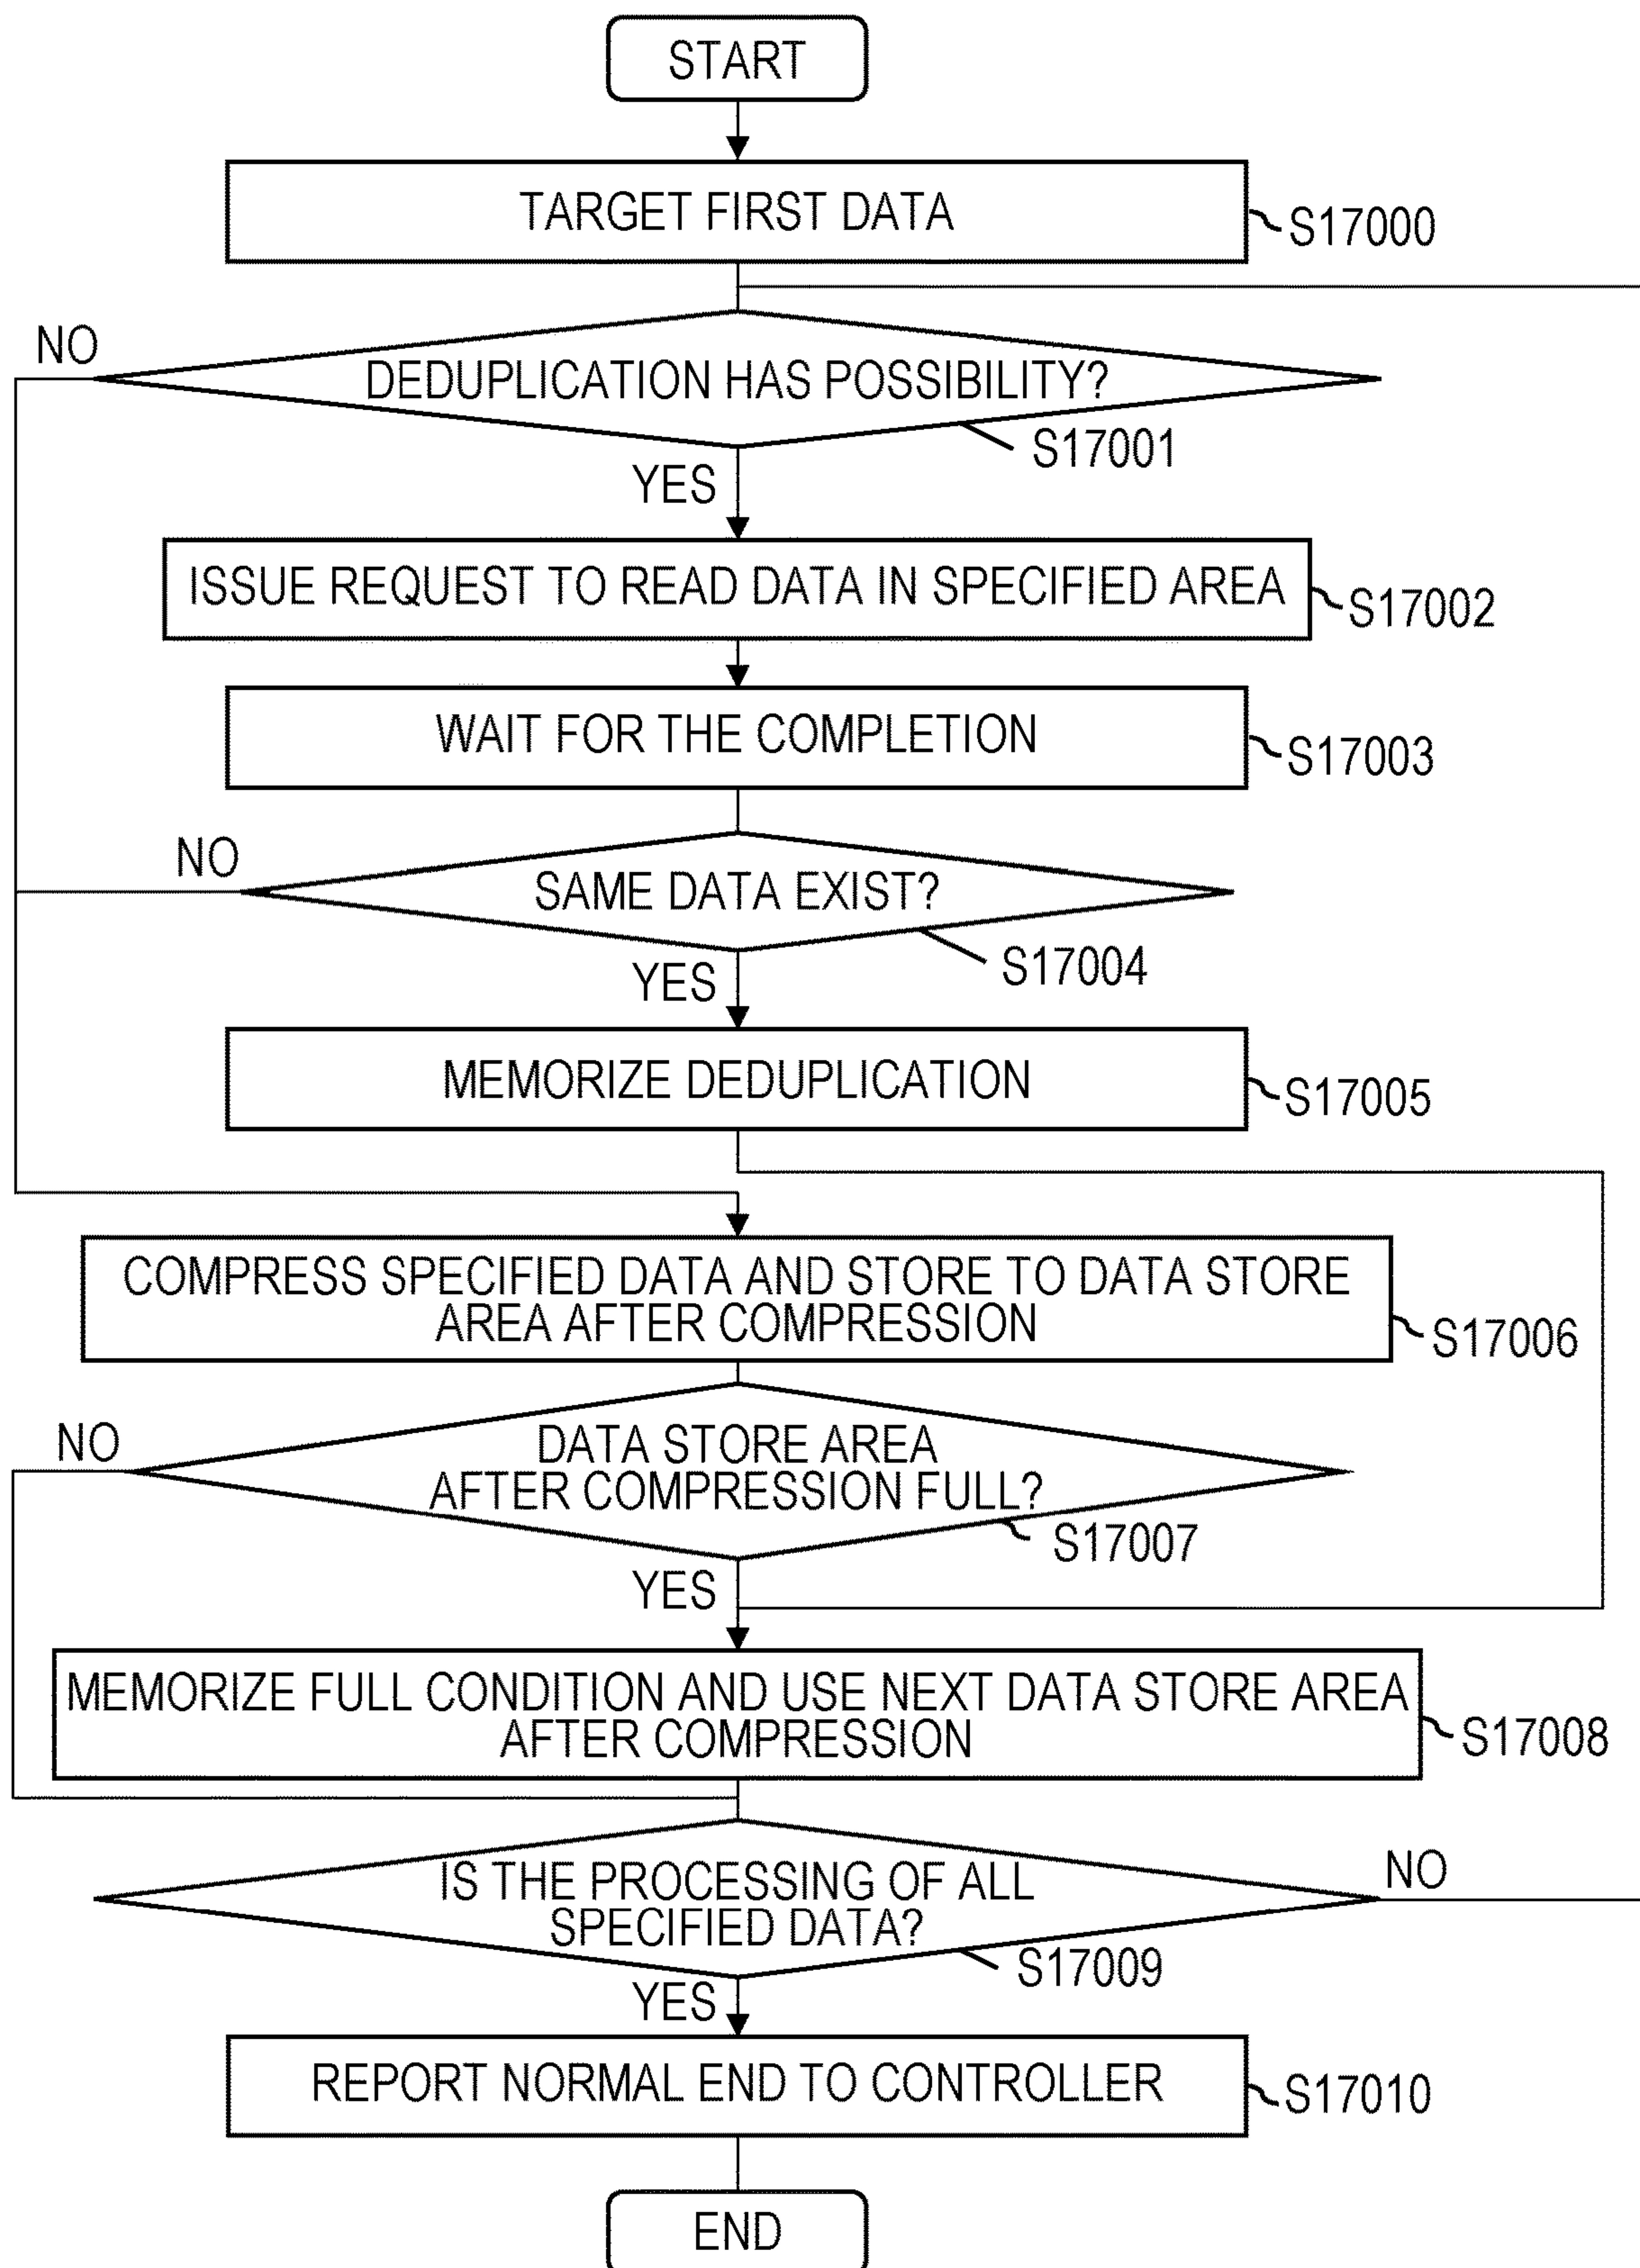 START
TARGET FIRST DATA
S17000
NO
DEDUPLICATION HAS POSSIBILITY?
S17001
YES
ISSUE REQUEST TO READ DATA IN SPECIFIED AREA
S17002
WAIT FOR THE COMPLETION
S17003
NO
SAME DATA EXIST?
S17004
YES
MEMORIZE DEDUPLICATION
S17005
COMPRESS SPECIFIED DATA AND STORE TO DATA STORE
AREA AFTER COMPRESSION
S17006
NO
DATA STORE AREA
AFTER COMPRESSION FULL?
S17007
YES
MEMORIZE FULL CONDITION AND USE NEXT DATA STORE AREA
AFTER COMPRESSION
S17008
IS THE PROCESSING OF ALL
SPECIFIED DATA?
NO
S17009
YES
REPORT NORMAL END TO CONTROLLER
S17010
END